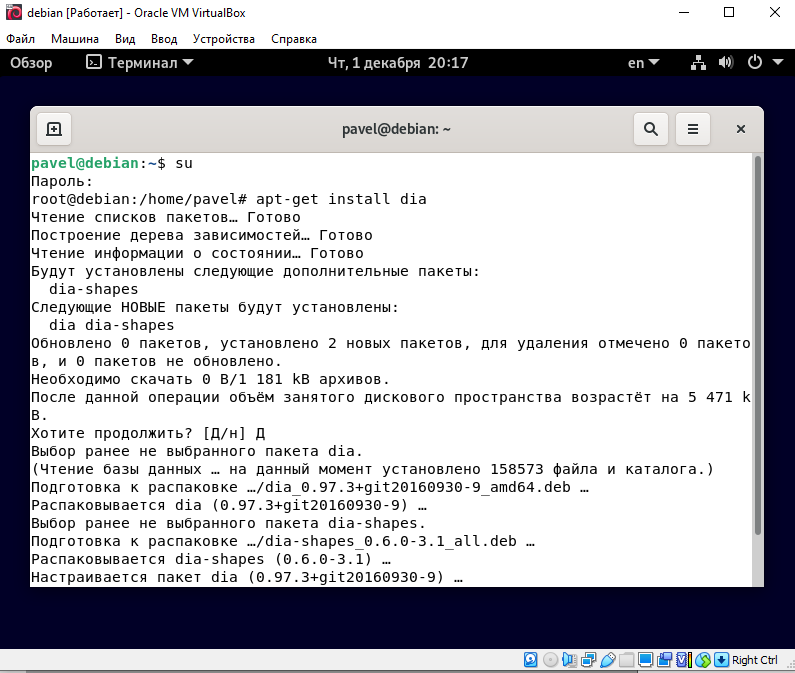 debian [Работает] - Oracle VM VirtualBox
Файл Машина Вид Ввод Устройства Справка
Обзор Терминал Чт, 1 декабря 20:17 en
pavel@debian: ~
pavel@debian:~$ su
Пароль:
root@debian:/home/pavel# apt-get install dia
Чтение списков пакетов… Готово
Построение дерева зависимостей… Готово
Чтение информации о состоянии… Готово
Будут установлены следующие дополнительные пакеты:
dia-shapes
Следующие НОВЫЕ пакеты будут установлены:
dia dia-shapes
Обновлено 0 пакетов, установлено 2 новых пакетов, для удаления отмечено 0 пакето
в, и 0 пакетов не обновлено.
Необходимо скачать 0 B/1 181 kB архивов.
После данной операции объём занятого дискового пространства возрастёт на 5 471 k
B.
Хотите продолжить? [Д/н] Д
Выбор ранее не выбранного пакета dia.
(Чтение базы данных … на данный момент установлено 158573 файла и каталога.)
Подготовка к распаковке …/dia_0.97.3+git20160930-9_amd64.deb …
Распаковывается dia (0.97.3+git20160930-9) …
Выбор ранее не выбранного пакета dia-shapes.
Подготовка к распаковке …/dia-shapes_0.6.0-3.1_all.deb …
Распаковывается dia-shapes (0.6.0-3.1) …
Настраивается пакет dia (0.97.3+git20160930-9) …
Right Ctrl